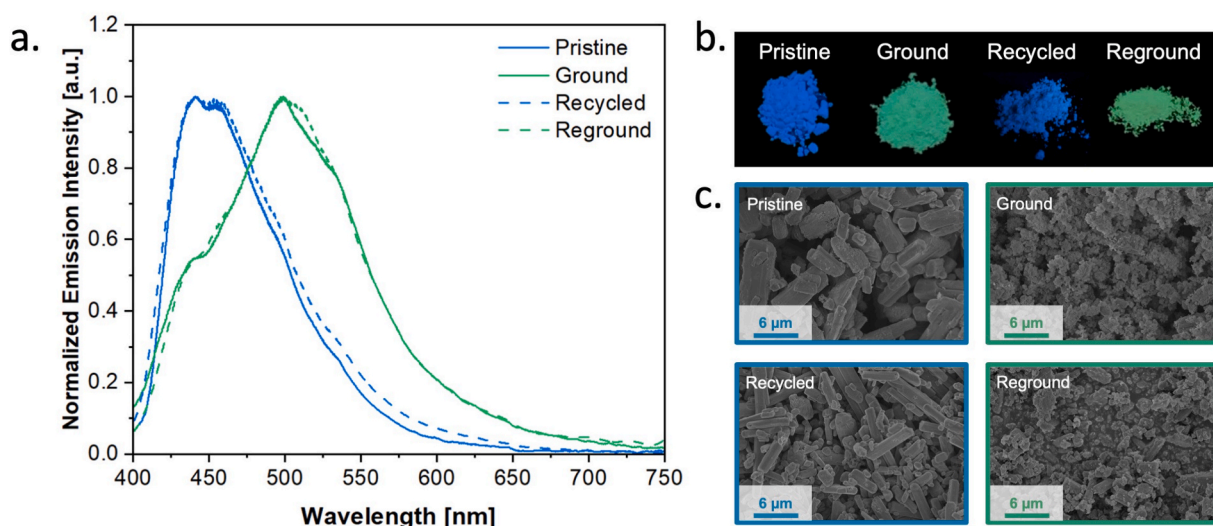 a.
1.2
1.0
0.8
0.6
0.4
0.2
0.0
Normalized Emission Intensity [a.u.]
400 450 500 550 600 650 700 750
Wavelength [nm]
Pristine
Ground
Recycled
Reground
b.
Pristine Ground Recycled Reground
c.
Pristine
6 µm
Ground
6 µm
Recycled
6 µm
Reground
6 µm